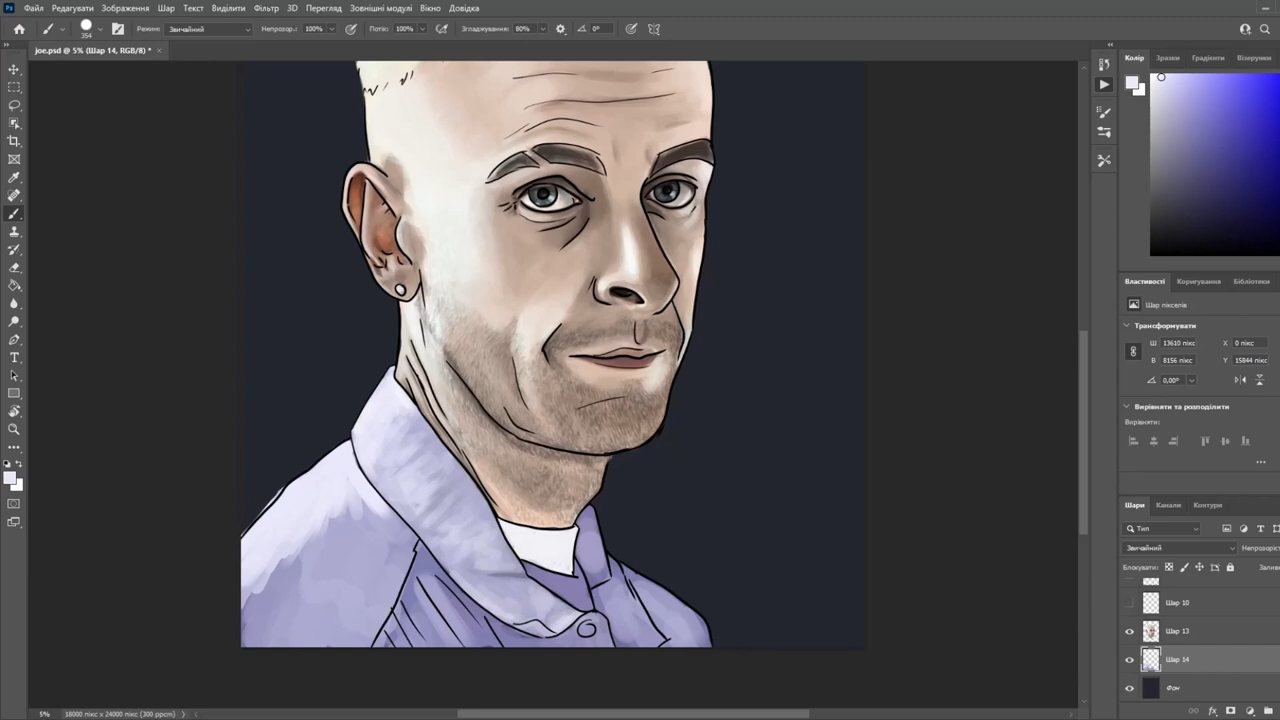 Ps Файл Редагувати Зображення Шар Текст Виділити Фільтр 3D Перегляд Зовнішні модулі Вікно Довідка
354 Режим: Звичайний Непрозор.: 100% Потік: 100% Згладжування: 80% 0°
joe.psd @ 5% (Шар 14, RGB/8) * ×
Колір Зразки Градієнти Візерунки
Властивості Коригування Бібліотеки
Шар пікселів
Трансформувати
Ш 13610 пікс X 0 пікс
В 8156 пікс Y 15844 пікс
0,00°
Вирівняти та розподілити
Вирівняти:
Шари Канали Контури
Тип
Звичайний Непрозоріс
Блокувати: Залив
Шар 10
Шар 13
Шар 14
Фон
5% 18000 пікс x 24000 пікс (300 ppcm)